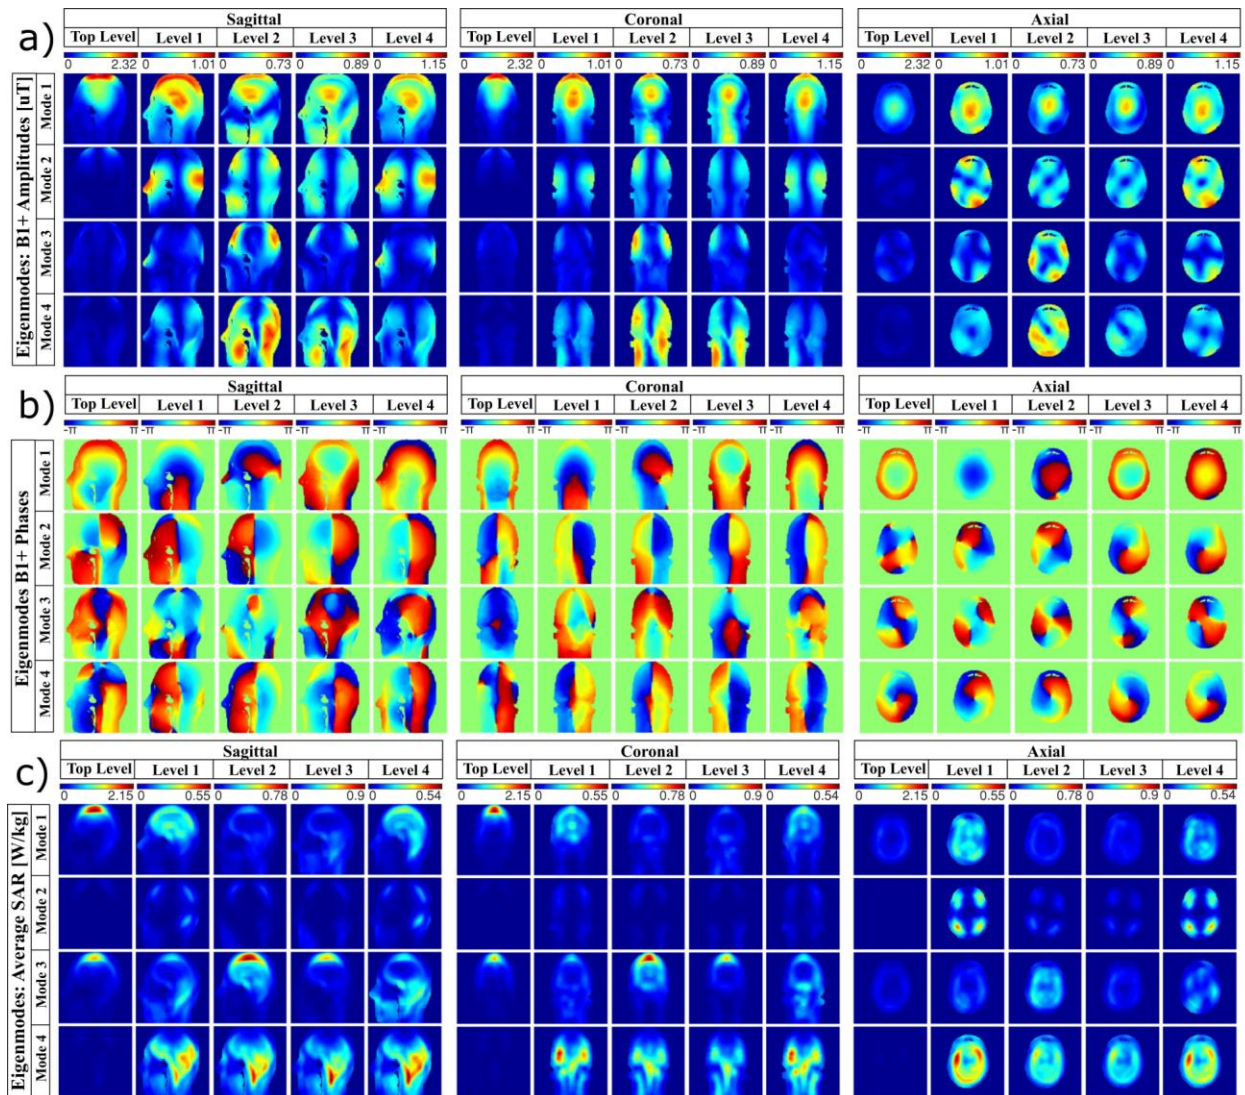 a)
Sagittal Coronal Axial
Top Level Level 1 Level 2 Level 3 Level 4 Top Level Level 1 Level 2 Level 3 Level 4 Top Level Level 1 Level 2 Level 3 Level 4
0 2.32 0 1.01 0 0.73 0 0.89 0 1.15 0 2.32 0 1.01 0 0.73 0 0.89 0 1.15 0 2.32 0 1.01 0 0.73 0 0.89 0 1.15
Eigenmodes: B1+ Amplitudes [uT]
Mode 1
Mode 2
Mode 3
Mode 4
b)
Sagittal Coronal Axial
Top Level Level 1 Level 2 Level 3 Level 4 Top Level Level 1 Level 2 Level 3 Level 4 Top Level Level 1 Level 2 Level 3 Level 4
-π π -π π -π π -π π -π π -π π -π π -π π -π π -π π -π π -π π -π π -π π -π π
Eigenmodes B1+ Phases
Mode 1
Mode 2
Mode 3
Mode 4
c)
Sagittal Coronal Axial
Top Level Level 1 Level 2 Level 3 Level 4 Top Level Level 1 Level 2 Level 3 Level 4 Top Level Level 1 Level 2 Level 3 Level 4
0 2.15 0 0.55 0 0.78 0 0.9 0 0.54 0 2.15 0 0.55 0 0.78 0 0.9 0 0.54 0 2.15 0 0.55 0 0.78 0 0.9 0 0.54
Eigenmodes: Average SAR [W/kg]
Mode 1
Mode 2
Mode 3
Mode 4